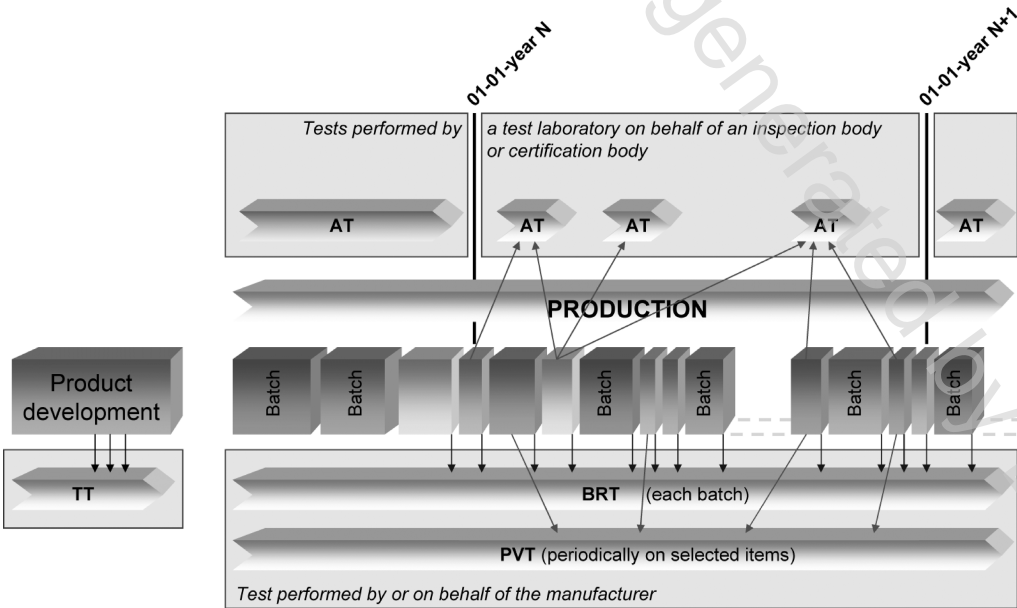 01-01-year N
01-01-year N+1
Tests performed by
a test laboratory on behalf of an inspection body
or certification body
AT
AT
AT
AT
AT
PRODUCTION
Product
development
Batch
Batch
Batch
Batch
Batch
Batch
TT
BRT (each batch)
PVT (periodically on selected items)
Test performed by or on behalf of the manufacturer
generated by